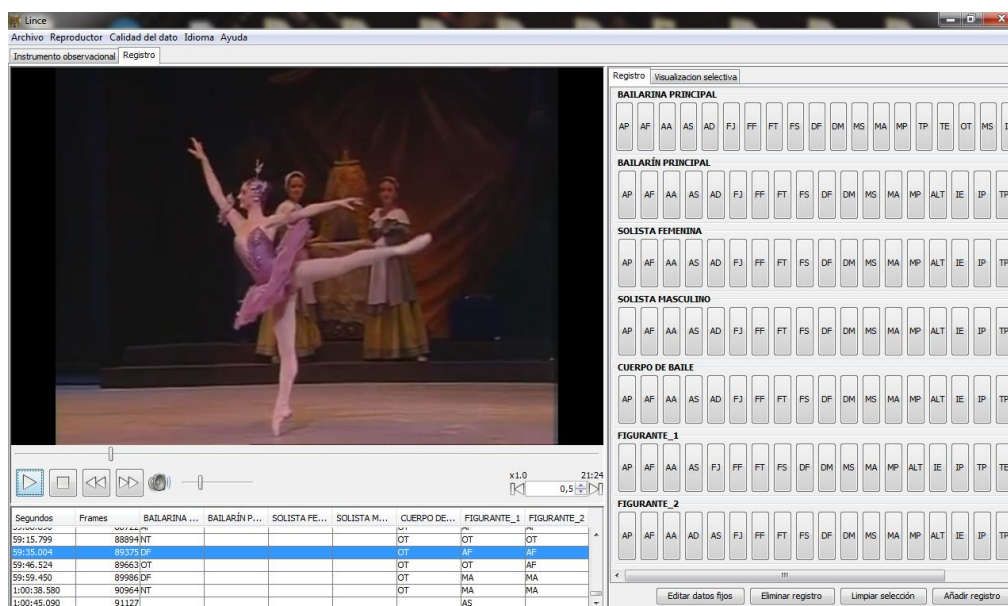 Lince
Archivo Reproductor Calidad del dato Idioma Ayuda
Instrumento observacional Registro
Registro Visualizacion selectiva
BAILARINA PRINCIPAL
AP AF AA AS AD FJ FF FT FS DF DM MS MA MP TP TE OT MS
BAILARÍN PRINCIPAL
AP AF AA AS AD FJ FF FT FS DF DM MS MA MP ALT IE IP TP
SOLISTA FEMENINA
AP AF AA AS AD FJ FF FT FS DF DM MS MA MP ALT IE IP TP
SOLISTA MASCULINO
AP AF AA AS AD FJ FF FT FS DF DM MS MA MP ALT IE IP TP
CUERPO DE BAILE
AP AF AA AS AD FJ FF FT FS DF DM MS MA MP ALT IE IP TP
FIGURANTE_1
AP AF AA AS FJ FF FT FS DF DM MS MA MP ALT IE IP TP TE
FIGURANTE_2
AP AF AA AD AS FJ FF FT FS DF DM MS MA MP ALT IE IP TP
x1.0 21:24
0,5
Segundos Frames BAILARINA ... BAILARÍN P... SOLISTA FE... SOLISTA M... CUERPO DE... FIGURANTE_1 FIGURANTE_2
59:15.799 88894 NT OT OT OT
59:35.004 89375 DF OT AF AF
59:46.524 89663 OT OT OT AF
59:59.450 89986 DF OT MA MA
1:00:38.580 90964 NT OT MA MA
1:00:45.090 91127 AS
Editar datos fijos Eliminar registro Limpiar selección Añadir registro